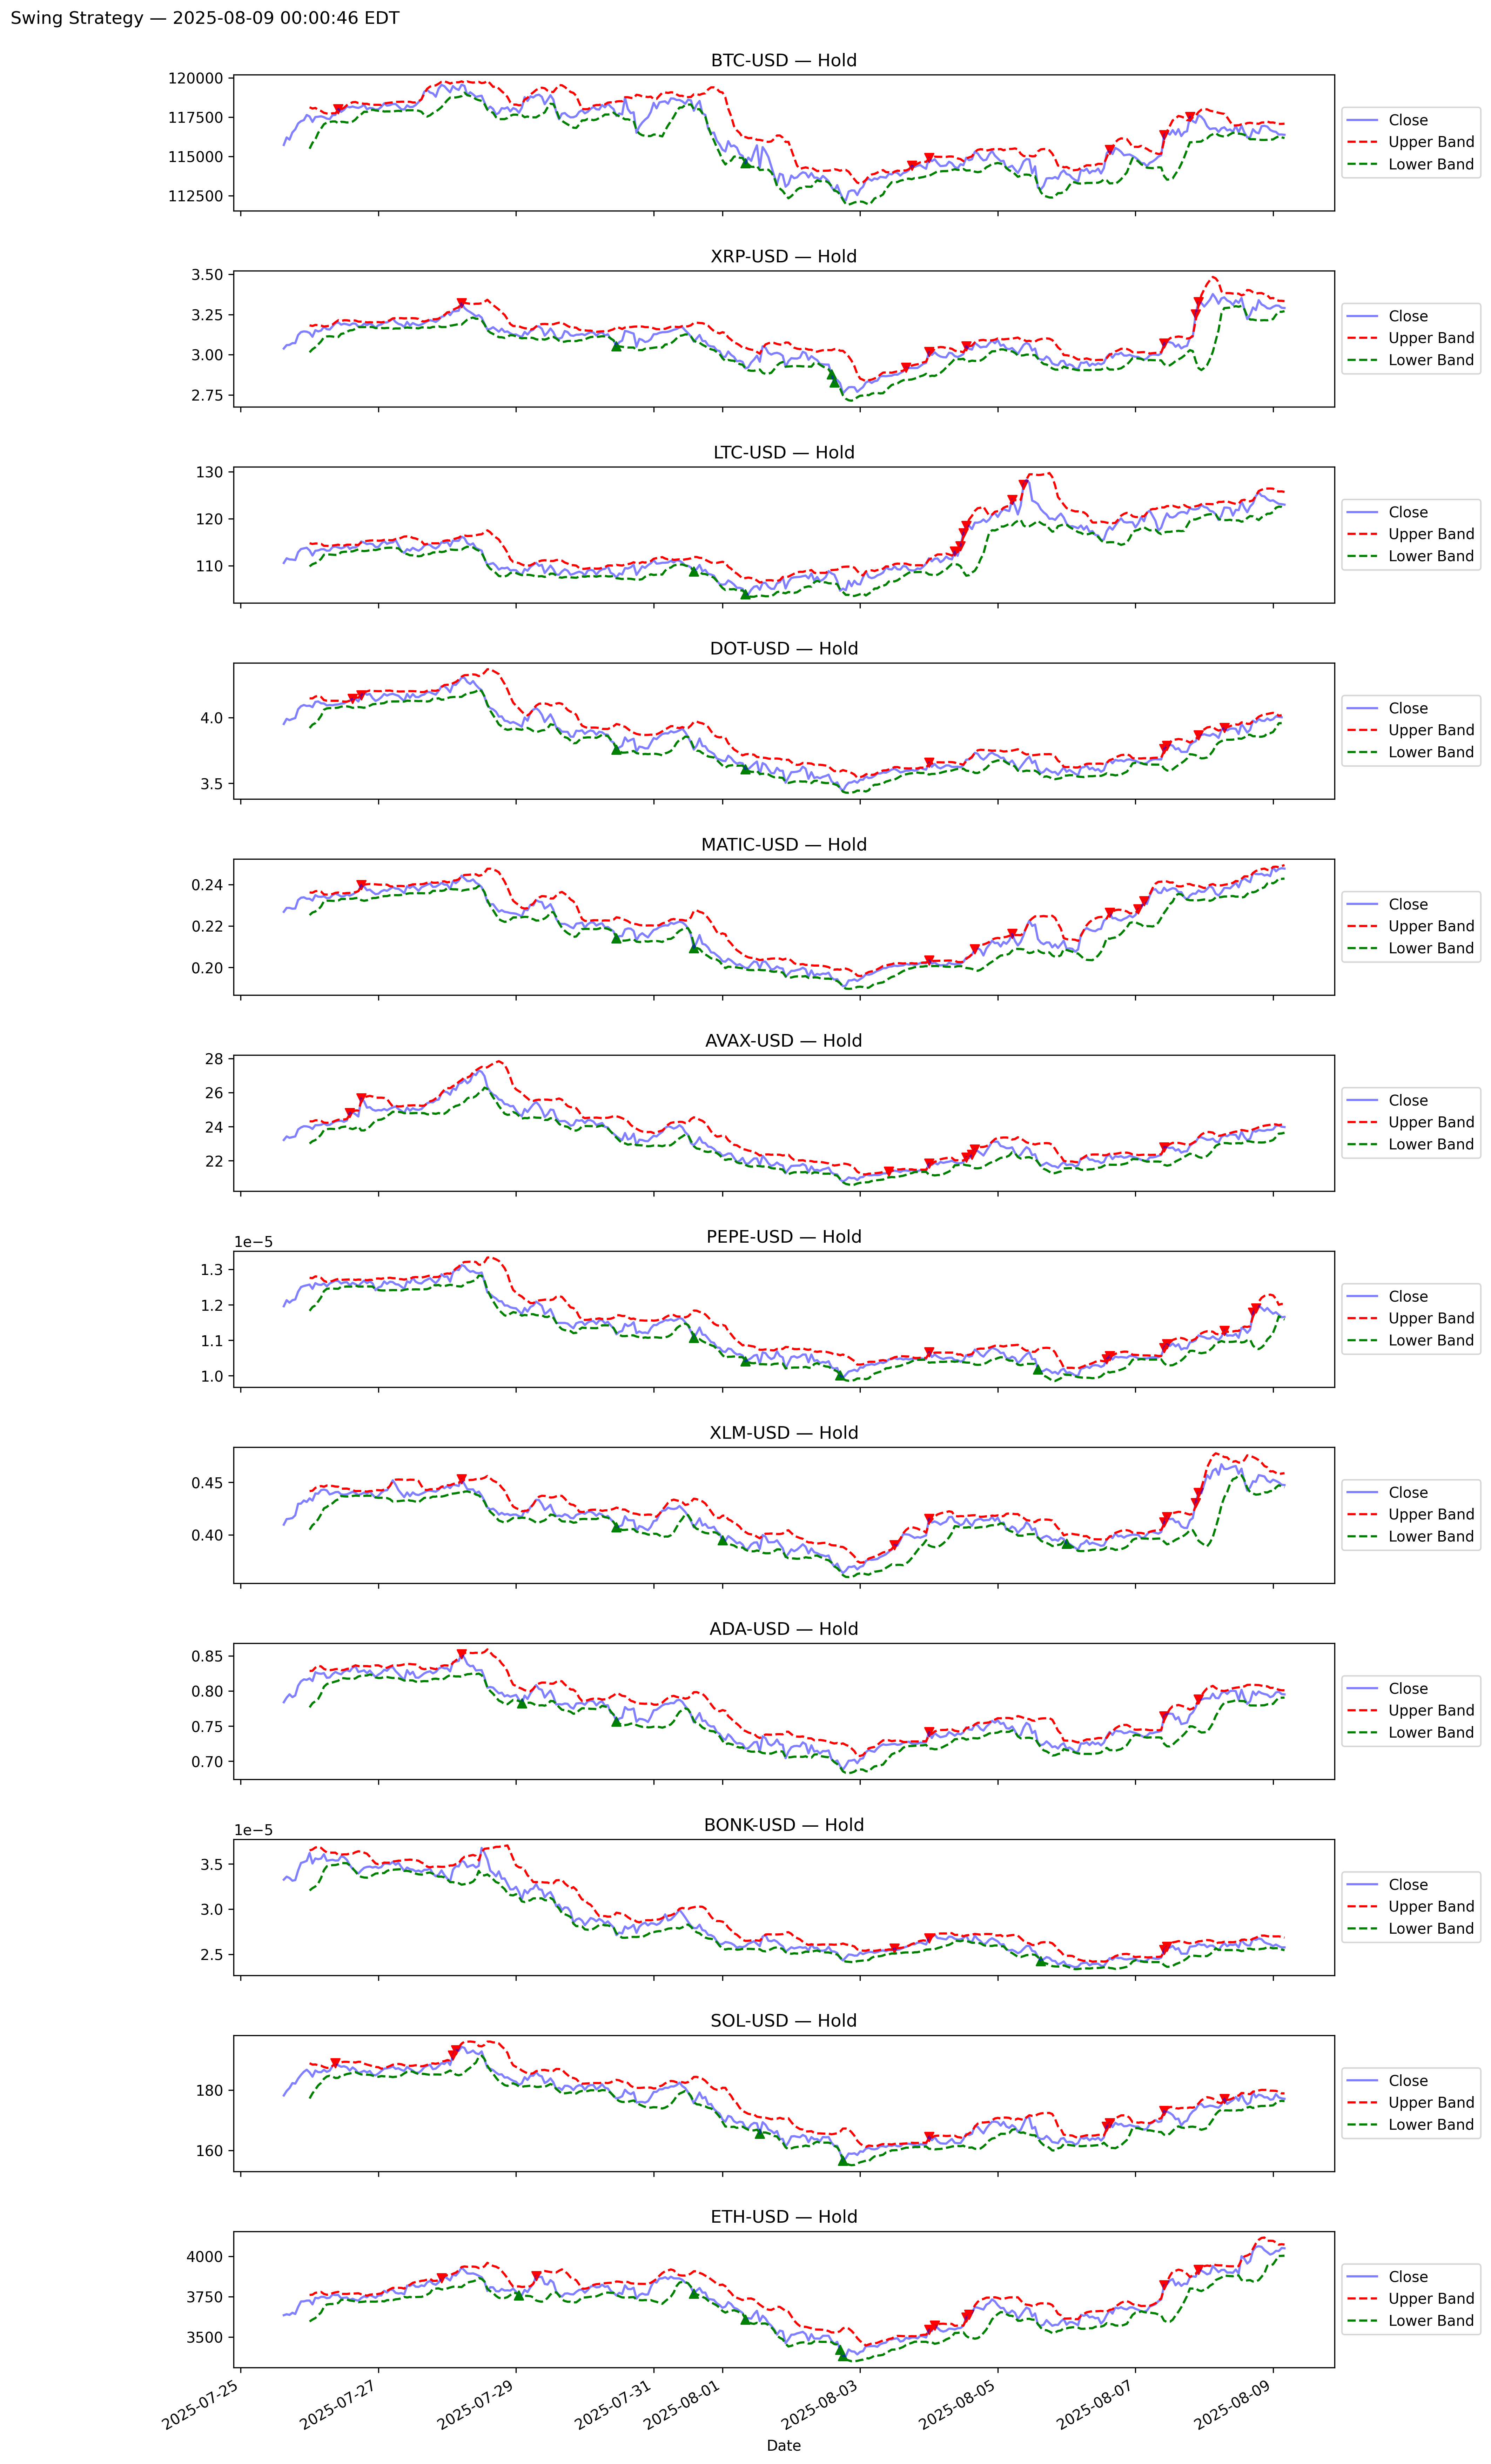 Swing Strategy — 2025-08-09 00:00:46 EDT
BTC-USD — Hold
120000
117500
115000
112500
Close
Upper Band
Lower Band
XRP-USD — Hold
3.50
3.25
3.00
2.75
Close
Upper Band
Lower Band
LTC-USD — Hold
130
120
110
Close
Upper Band
Lower Band
DOT-USD — Hold
4.0
3.5
Close
Upper Band
Lower Band
MATIC-USD — Hold
0.24
0.22
0.20
Close
Upper Band
Lower Band
AVAX-USD — Hold
28
26
24
22
Close
Upper Band
Lower Band
PEPE-USD — Hold
1e−5
1.3
1.2
1.1
1.0
Close
Upper Band
Lower Band
XLM-USD — Hold
0.45
0.40
Close
Upper Band
Lower Band
ADA-USD — Hold
0.85
0.80
0.75
0.70
Close
Upper Band
Lower Band
BONK-USD — Hold
1e−5
3.5
3.0
2.5
Close
Upper Band
Lower Band
SOL-USD — Hold
180
160
Close
Upper Band
Lower Band
ETH-USD — Hold
4000
3750
3500
Close
Upper Band
Lower Band
2025-07-25
2025-07-27
2025-07-29
2025-07-31
2025-08-01
2025-08-03
2025-08-05
2025-08-07
2025-08-09
Date